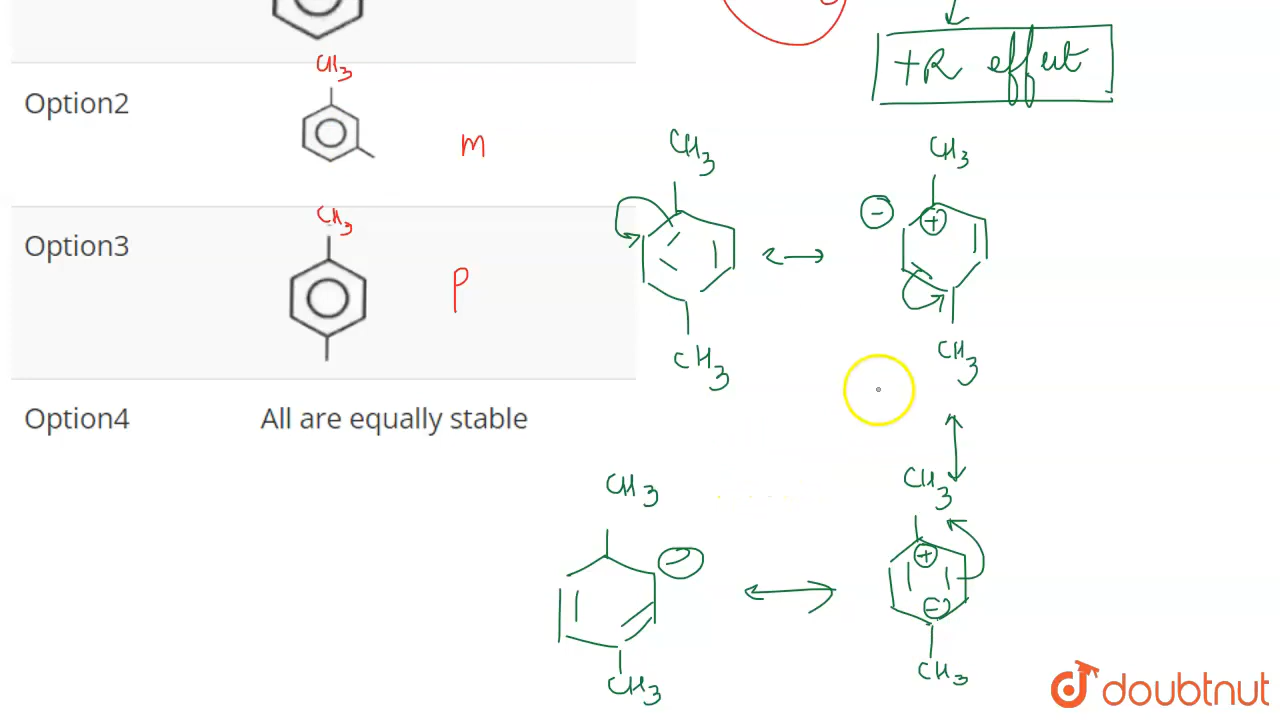 +R effect
CH3
Option2
m
CH3
CH3
−
+
CH3
Option3
p
CH3
CH3
Option4 All are equally stable
CH3
CH3
−
+
−
CH3
CH3
doubtnut